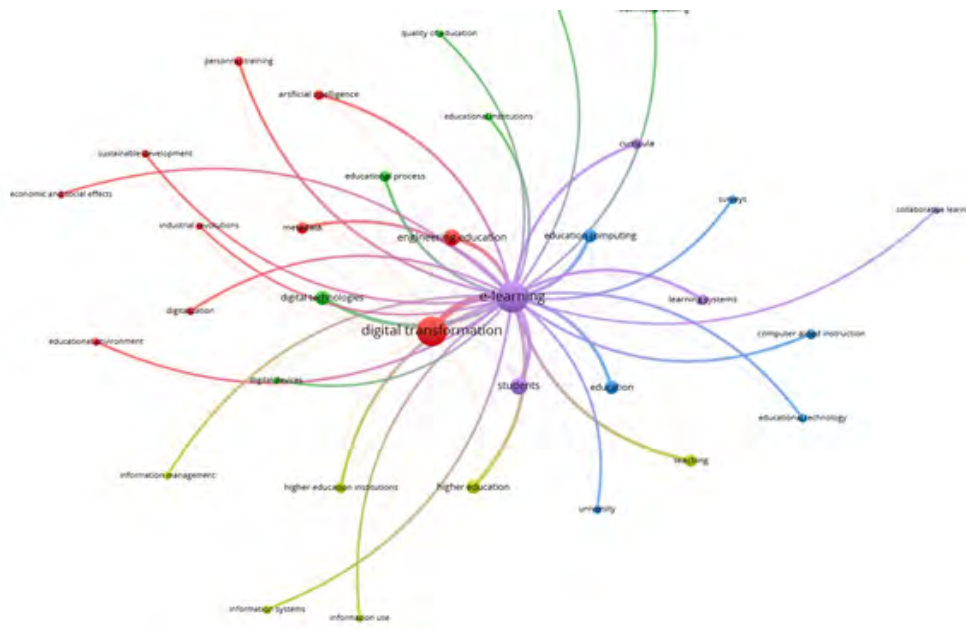 quality of education
personnel training
artificial intelligence
educational institutions
curricula
sustainable development
educational process
economic and social effects
surveys
collaborative learni
industrial revolutions
metadata
engineering education
education computing
digital technologies
e-learning
learning systems
digitization
digital transformation
computer aided instruction
educational environment
digital devices
students
education
educational technology
teaching
information management
higher education institutions
higher education
university
information systems
information use